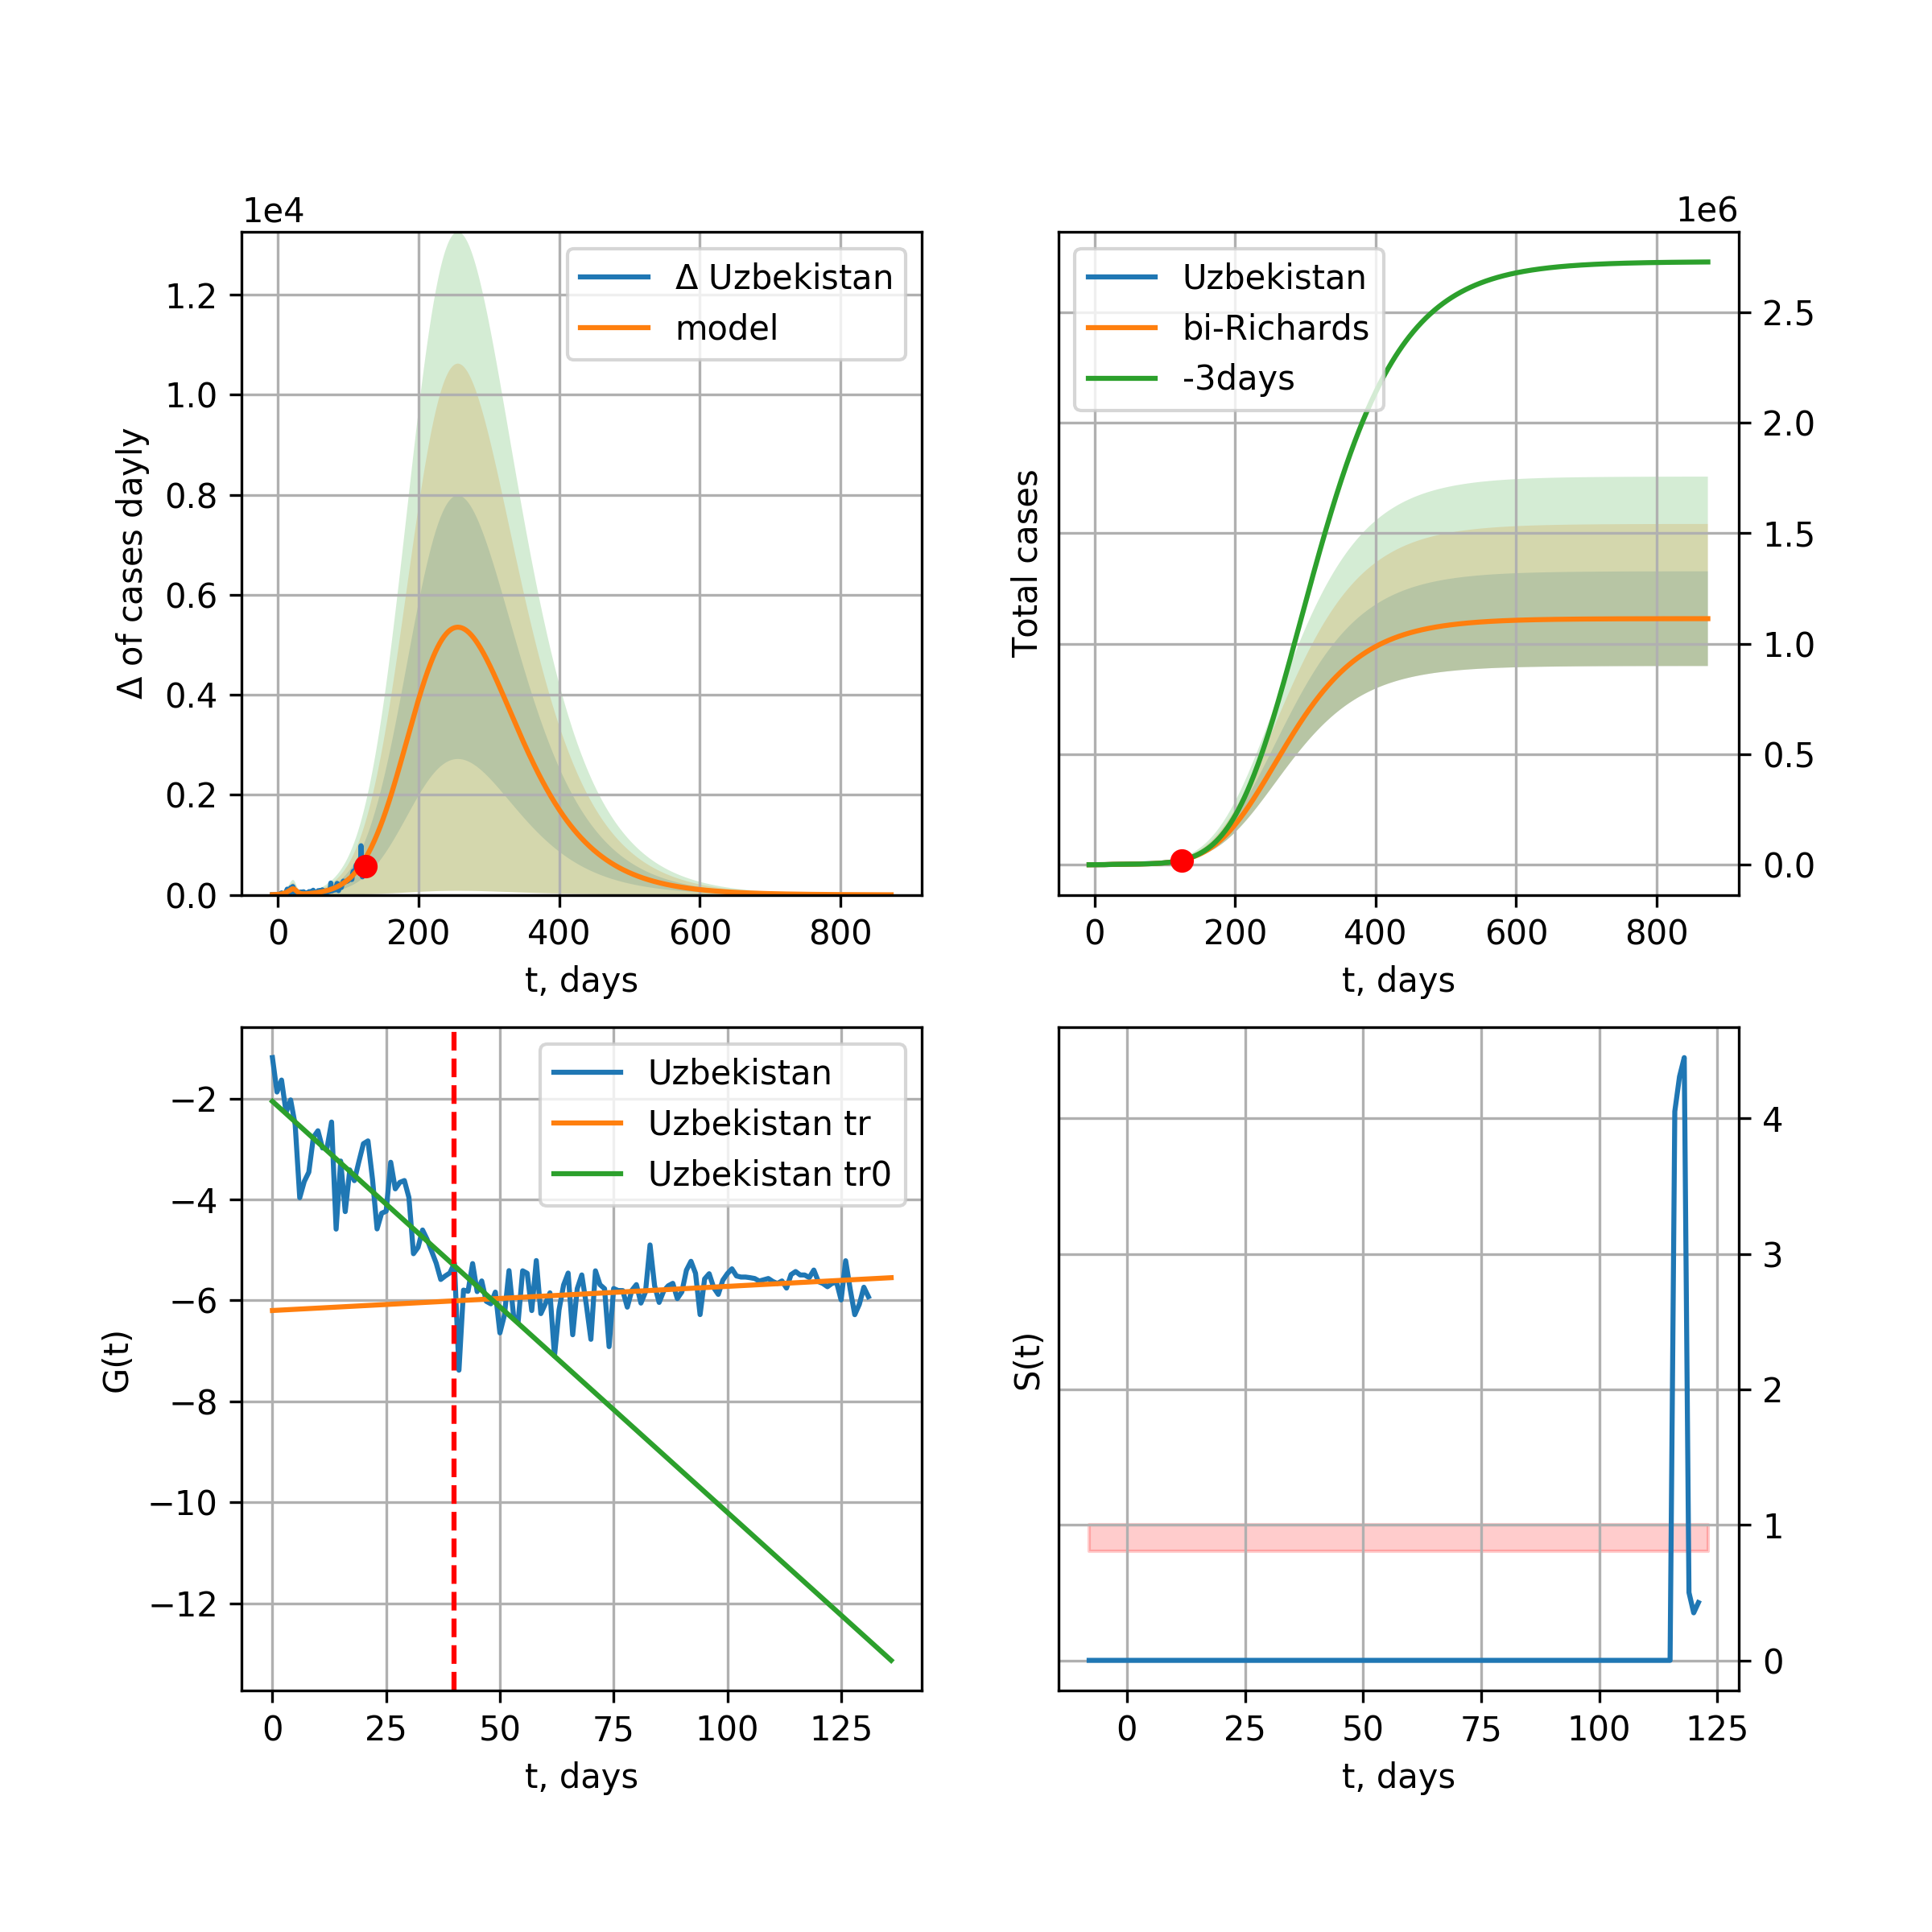 1e4
Δ Uzbekistan
model
1.2
1.0
0.8
0.6
0.4
0.2
0.0
Δ of cases dayly
0 200 400 600 800
t, days
1e6
Uzbekistan
bi-Richards
-3days
2.5
2.0
1.5
1.0
0.5
0.0
Total cases
0 200 400 600 800
t, days
Uzbekistan
Uzbekistan tr
Uzbekistan tr0
−2
−4
−6
−8
−10
−12
G(t)
0 25 50 75 100 125
t, days
4
3
2
1
0
S(t)
0 25 50 75 100 125
t, days